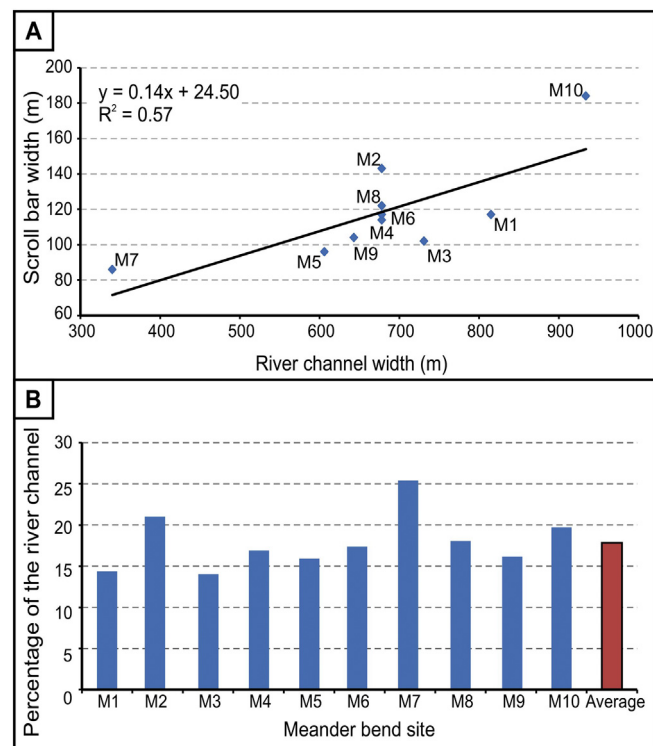 A
y = 0.14x + 24.50
R² = 0.57
Scroll bar width (m)
200
180
160
140
120
100
80
60
M10
M2
M8
M6
M4
M1
M7
M5
M9
M3
300 400 500 600 700 800 900 1000
River channel width (m)
B
Percentage of the river channel
30
25
20
15
10
5
0
M1 M2 M3 M4 M5 M6 M7 M8 M9 M10 Average
Meander bend site